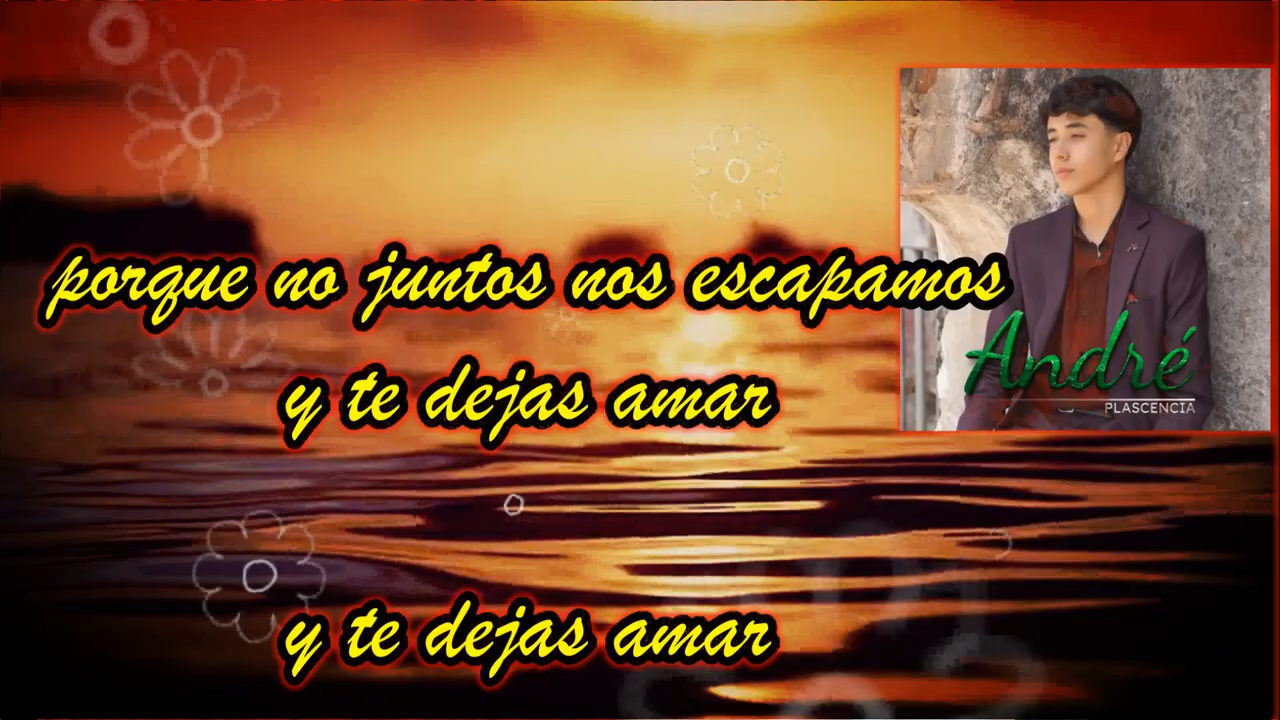 porque no juntos nos escapamos
y te dejas amar
André
PLASCENCIA
y te dejas amar